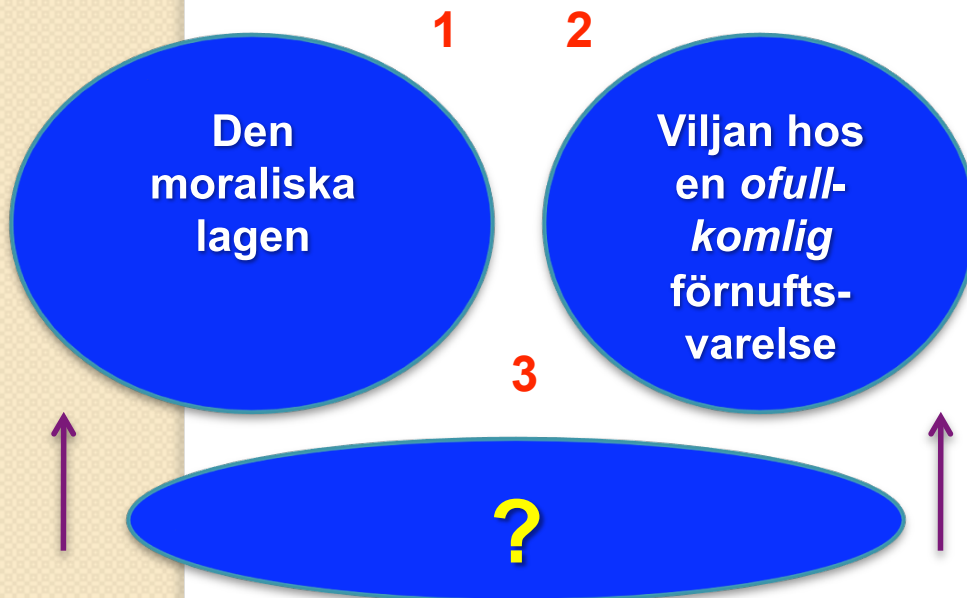 1
2
Den
moraliska
lagen
Viljan hos
en ofull-
komlig
förnufts-
varelse
3
?